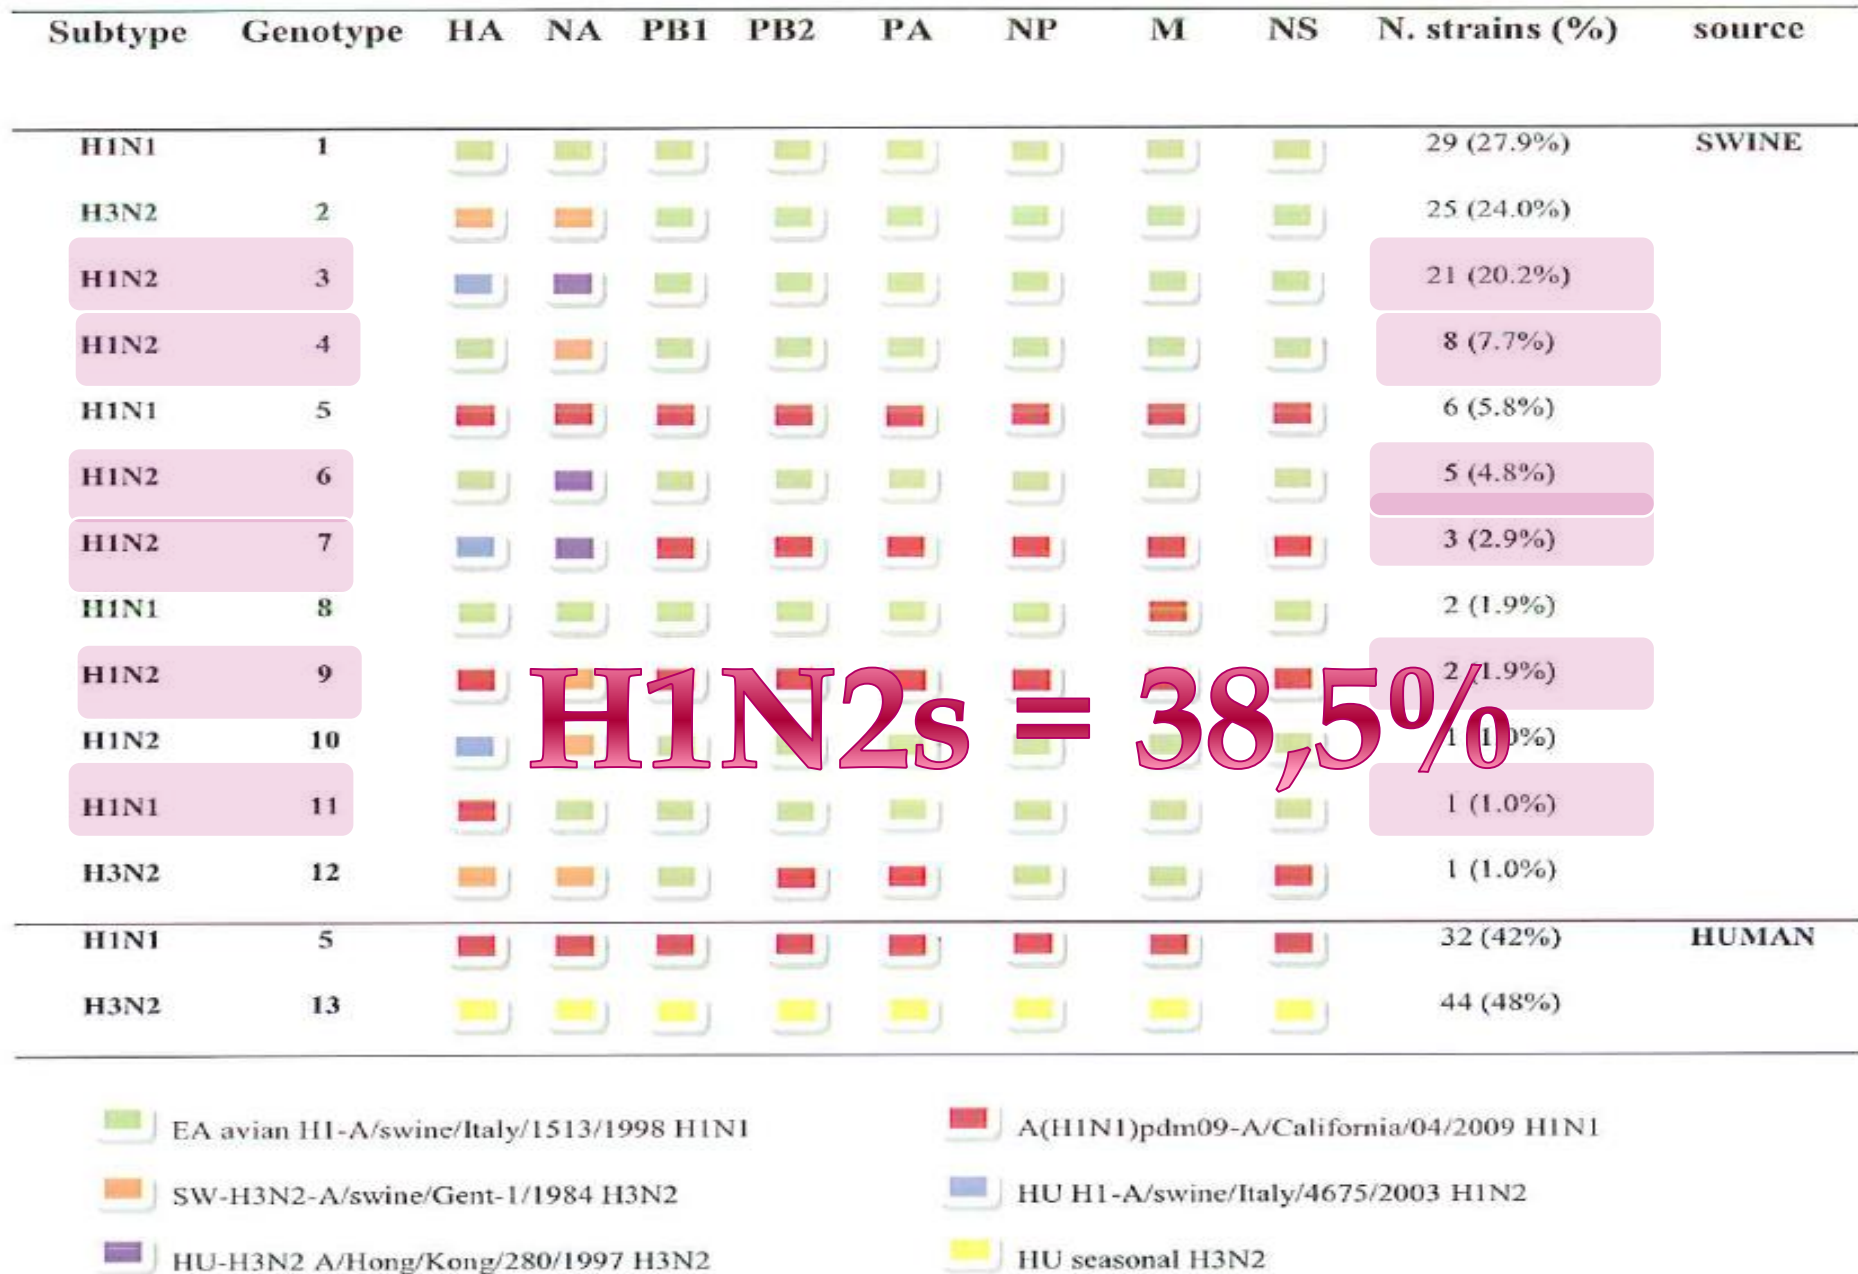 Subtype Genotype HA NA PB1 PB2 PA NP M NS N. strains (%) source
H1N1 1 29 (27.9%) SWINE
H3N2 2 25 (24.0%)
H1N2 3 21 (20.2%)
H1N2 4 8 (7.7%)
H1N1 5 6 (5.8%)
H1N2 6 5 (4.8%)
H1N2 7 3 (2.9%)
H1N1 8 2 (1.9%)
H1N2 9 2 (1.9%)
H1N2s = 38,5%
H1N2 10 1 (1.0%)
H1N1 11 1 (1.0%)
H3N2 12 1 (1.0%)
H1N1 5 32 (42%) HUMAN
H3N2 13 44 (48%)
EA avian H1-A/swine/Italy/1513/1998 H1N1 A(H1N1)pdm09-A/California/04/2009 H1N1
SW-H3N2-A/swine/Gent-1/1984 H3N2 HU H1-A/swine/Italy/4675/2003 H1N2
HU-H3N2 A/Hong/Kong/280/1997 H3N2 HU seasonal H3N2